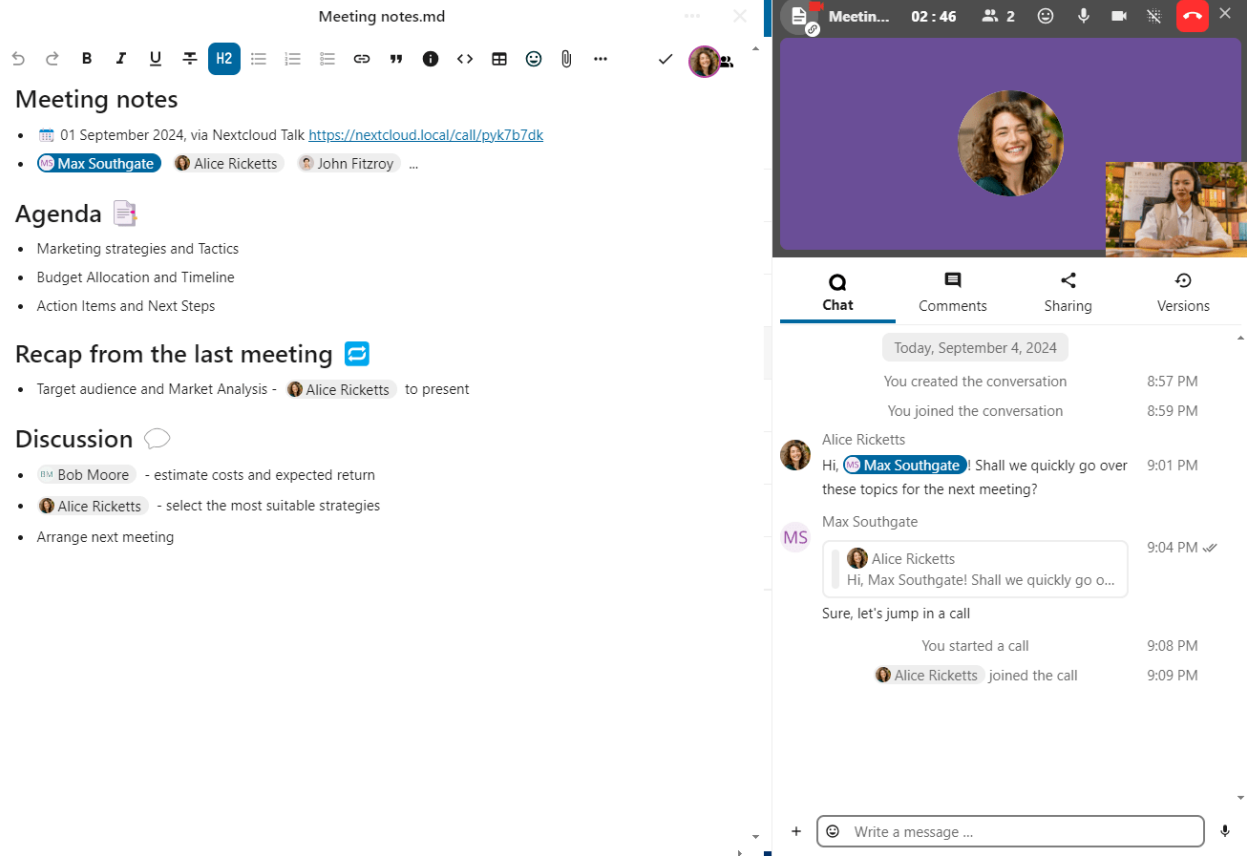 Meeting notes.md
B I U H2
Meeting notes
01 September 2024, via Nextcloud Talk https://nextcloud.local/call/pyk7b7dk
MS Max Southgate Alice Ricketts John Fitzroy ...
Agenda
Marketing strategies and Tactics
Budget Allocation and Timeline
Action Items and Next Steps
Recap from the last meeting
Target audience and Market Analysis - Alice Ricketts to present
Discussion
BM Bob Moore - estimate costs and expected return
Alice Ricketts - select the most suitable strategies
Arrange next meeting
Meetin... 02 : 46 2
Chat Comments Sharing Versions
Today, September 4, 2024
You created the conversation 8:57 PM
You joined the conversation 8:59 PM
Alice Ricketts
Hi, MS Max Southgate! Shall we quickly go over 9:01 PM
these topics for the next meeting?
Max Southgate
MS 9:04 PM
Alice Ricketts
Hi, Max Southgate! Shall we quickly go o...
Sure, let's jump in a call
You started a call 9:08 PM
Alice Ricketts joined the call 9:09 PM
Write a message ...